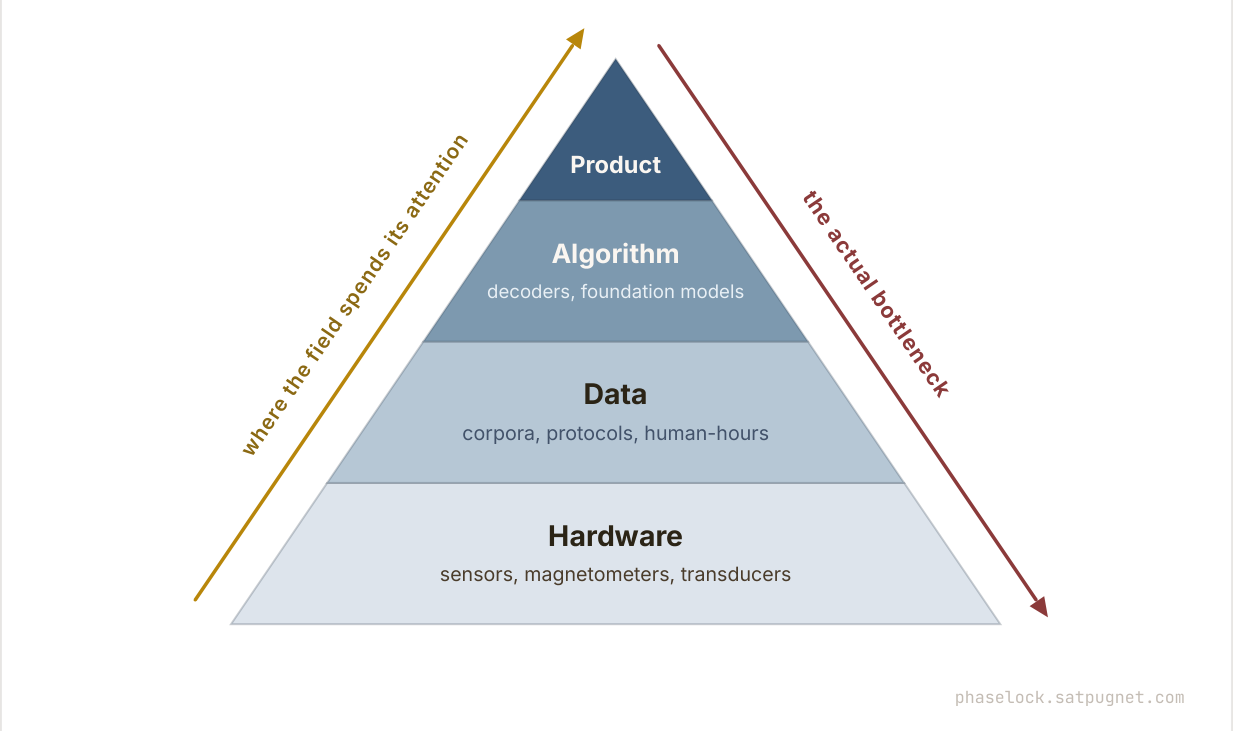 where the field spends its attention
the actual bottleneck
Product
Algorithm
decoders, foundation models
Data
corpora, protocols, human-hours
Hardware
sensors, magnetometers, transducers
phaselock.satpugnet.com